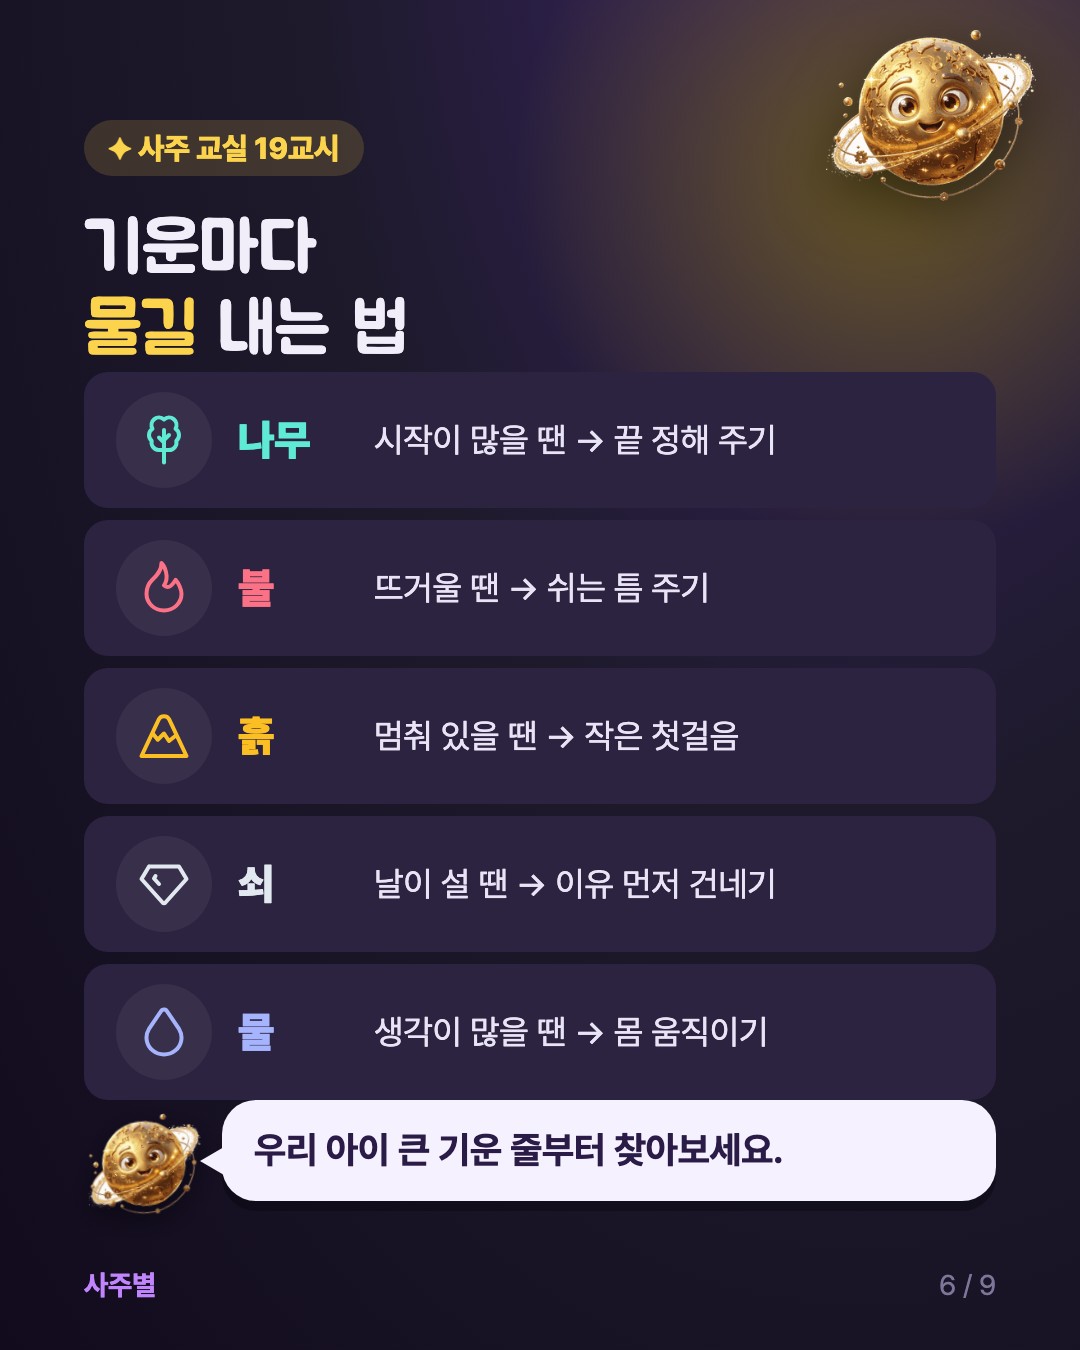 ✦ 사주 교실 19교시
기운마다
물길 내는 법
나무 시작이 많을 땐 → 끝 정해 주기
불 뜨거울 땐 → 쉬는 틈 주기
흙 멈춰 있을 땐 → 작은 첫걸음
쇠 날이 설 땐 → 이유 먼저 건네기
물 생각이 많을 땐 → 몸 움직이기
우리 아이 큰 기운 줄부터 찾아보세요.
사주별
6 / 9